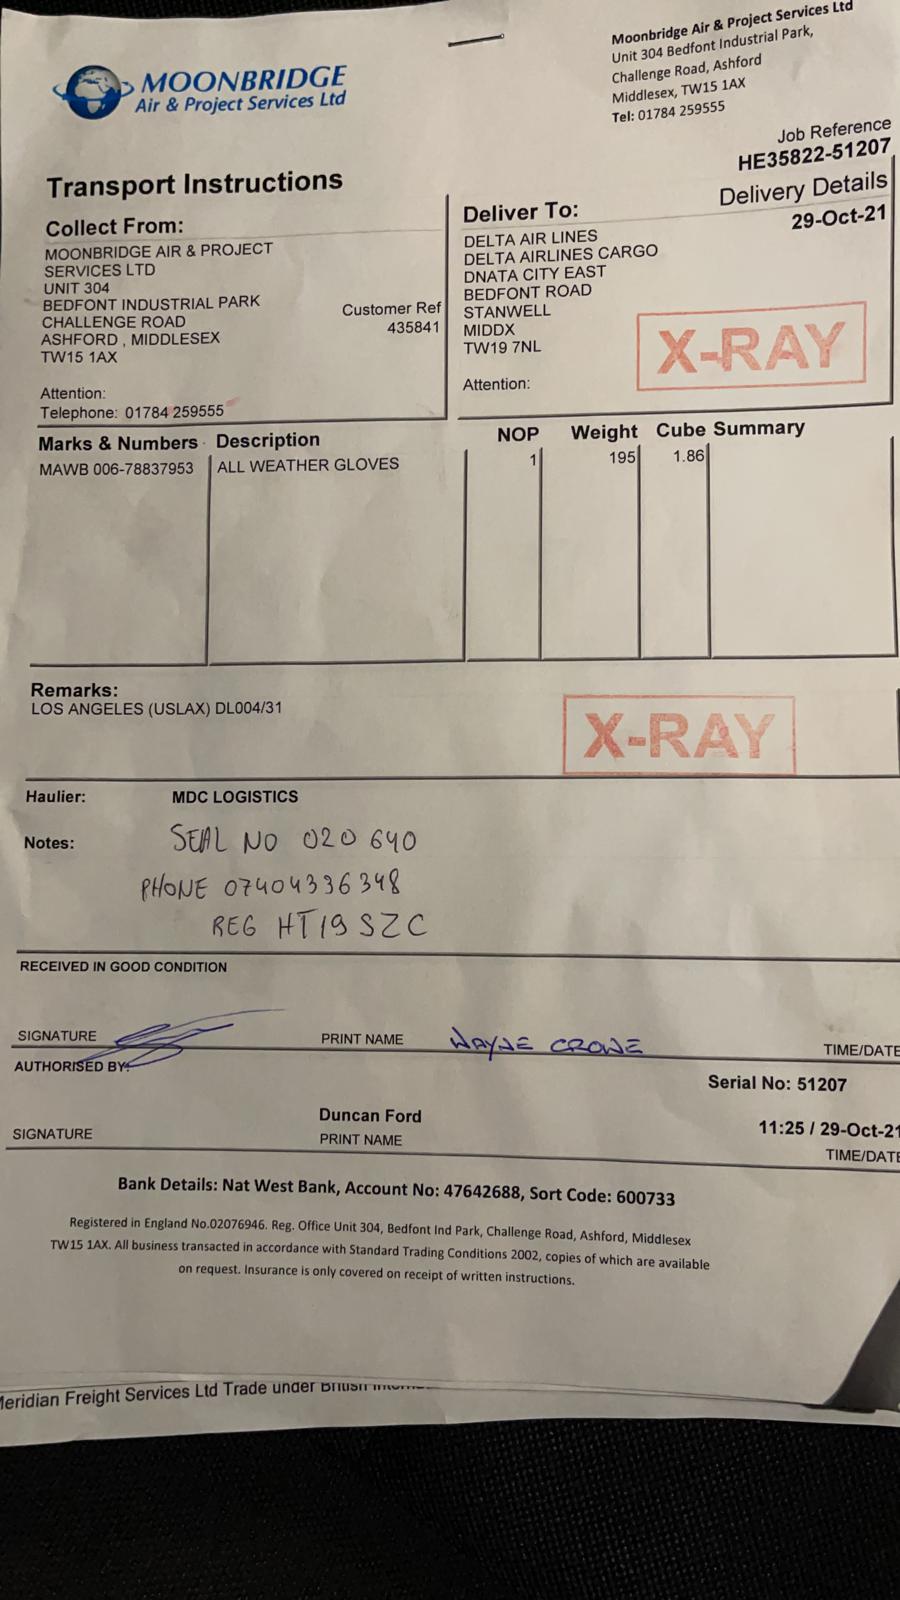 MOONBRIDGE
Air & Project Services Ltd
Moonbridge Air & Project Services Ltd
Unit 304 Bedfont Industrial Park,
Challenge Road, Ashford
Middlesex, TW15 1AX
Tel: 01784 259555
Job Reference
HE35822-51207
Transport Instructions
Delivery Details
29-Oct-21
Collect From:
MOONBRIDGE AIR & PROJECT
SERVICES LTD
UNIT 304
BEDFONT INDUSTRIAL PARK
CHALLENGE ROAD
ASHFORD , MIDDLESEX
TW15 1AX
Customer Ref
435841
Attention:
Telephone: 01784 259555
Deliver To:
DELTA AIR LINES
DELTA AIRLINES CARGO
DNATA CITY EAST
BEDFONT ROAD
STANWELL
MIDDX
TW19 7NL
Attention:
X-RAY
Marks & Numbers Description NOP Weight Cube Summary
MAWB 006-78837953 ALL WEATHER GLOVES 1 195 1.86
Remarks:
LOS ANGELES (USLAX) DL004/31
X-RAY
Haulier: MDC LOGISTICS
Notes: SEAL NO 020 640
PHONE 07404336348
REG HT19 SZC
RECEIVED IN GOOD CONDITION
SIGNATURE PRINT NAME WAYNE CROWE TIME/DATE
AUTHORISED BY:
Serial No: 51207
Duncan Ford 11:25 / 29-Oct-21
SIGNATURE PRINT NAME TIME/DATE
Bank Details: Nat West Bank, Account No: 47642688, Sort Code: 600733
Registered in England No.02076946. Reg. Office Unit 304, Bedfont Ind Park, Challenge Road, Ashford, Middlesex
TW15 1AX. All business transacted in accordance with Standard Trading Conditions 2002, copies of which are available
on request. Insurance is only covered on receipt of written instructions.
Freight Services Ltd Trade under British